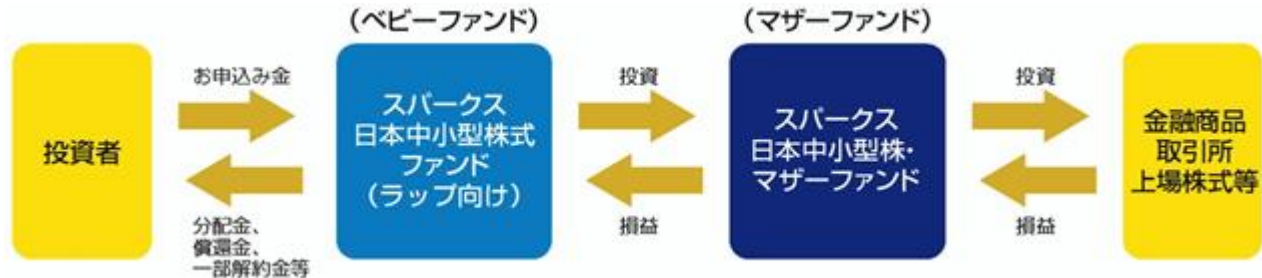 (ベビーファンド)
(マザーファンド)
投資者
お申込み金
分配金、
償還金、
一部解約金等
スパークス
日本中小型株式
ファンド
(ラップ向け)
投資
損益
スパークス
日本中小型株・
マザーファンド
投資
損益
金融商品
取引所
上場株式等